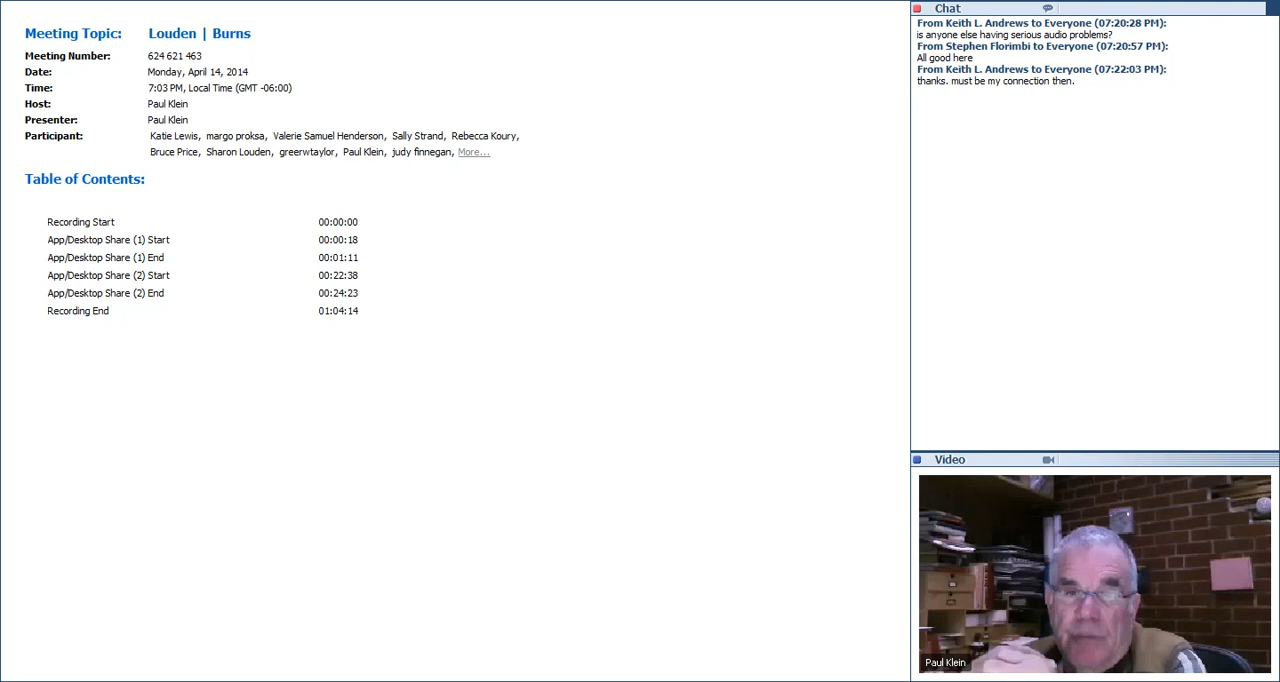 Meeting Topic: Louden | Burns
Meeting Number: 624 621 463
Date: Monday, April 14, 2014
Time: 7:03 PM, Local Time (GMT -06:00)
Host: Paul Klein
Presenter: Paul Klein
Participant: Katie Lewis, margo proksa, Valerie Samuel Henderson, Sally Strand, Rebecca Koury,
Bruce Price, Sharon Louden, greerwtaylor, Paul Klein, judy finnegan, More...
Table of Contents:
Recording Start 00:00:00
App/Desktop Share (1) Start 00:00:18
App/Desktop Share (1) End 00:01:11
App/Desktop Share (2) Start 00:22:38
App/Desktop Share (2) End 00:24:23
Recording End 01:04:14
Chat
From Keith L. Andrews to Everyone (07:20:28 PM):
is anyone else having serious audio problems?
From Stephen Florimbi to Everyone (07:20:57 PM):
All good here
From Keith L. Andrews to Everyone (07:22:03 PM):
thanks. must be my connection then.
Video
Paul Klein